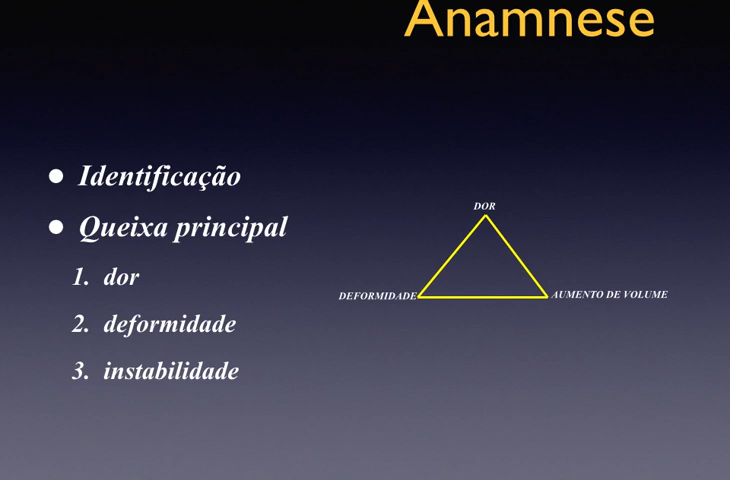 Anamnese
• Identificação
• Queixa principal
1. dor
2. deformidade
3. instabilidade
DOR
DEFORMIDADE
AUMENTO DE VOLUME